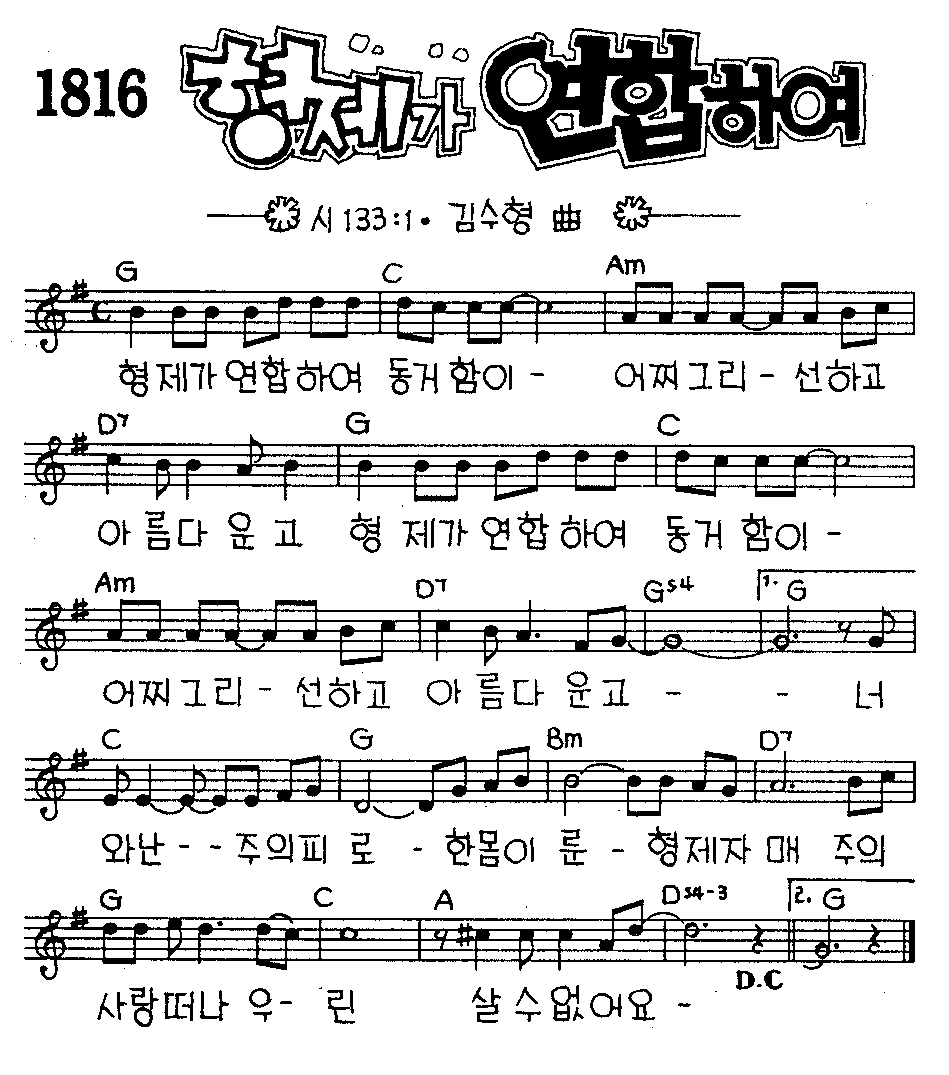 1816 형제가 연합하여
시 133:1 · 김수형 曲
G C Am
형제가 연합하여 동거함이 - 어찌그리 - 선하고
D7 G C
아름다운고 형제가 연합하여 동거함이 -
Am D7 Gs4 1. G
어찌그리 - 선하고 아름다운고 - - 너
C G Bm D7
와난 - - 주의피로 - 한몸이룬 - 형제자매 주의
G C A Ds4-3 2. G
D.C
사랑떠나 우- 린 살수없어요 -